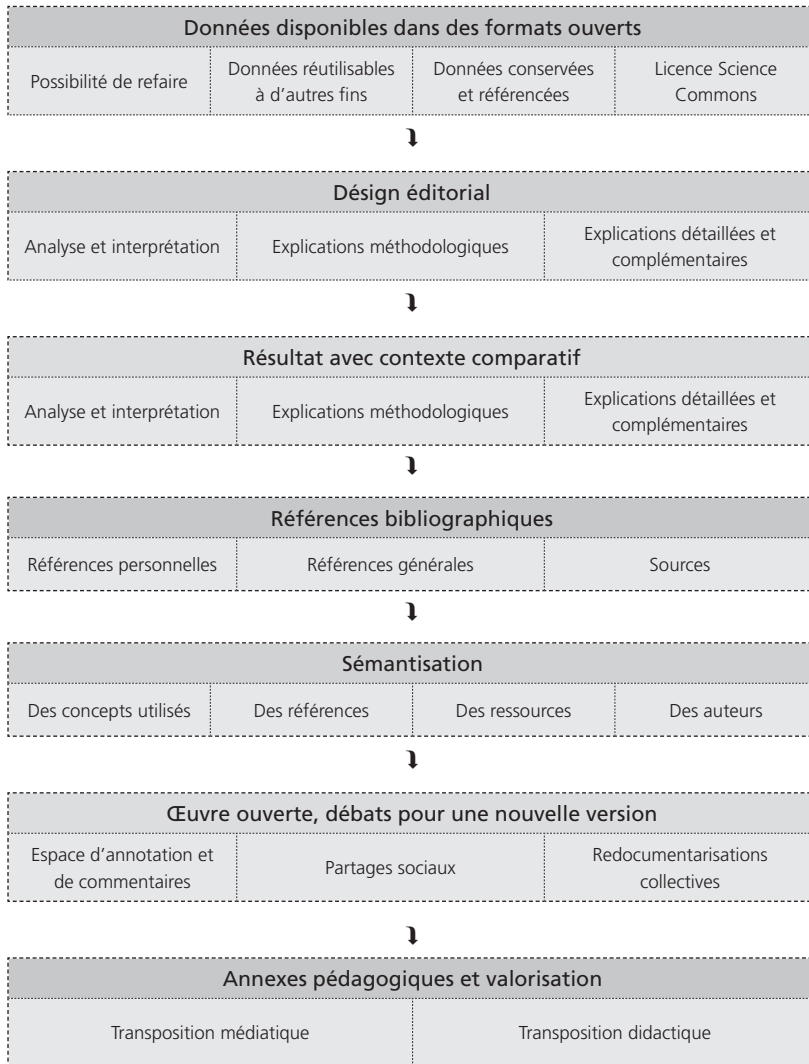 Données disponibles dans des formats ouverts
Possibilité de refaire
Données réutilisables
à d'autres fins
Données conservées
et référencées
Licence Science
Commons
Désign éditorial
Analyse et interprétation
Explications méthodologiques
Explications détaillées et
complémentaires
Résultat avec contexte comparatif
Analyse et interprétation
Explications méthodologiques
Explications détaillées et
complémentaires
Références bibliographiques
Références personnelles
Références générales
Sources
Sémantisation
Des concepts utilisés
Des références
Des ressources
Des auteurs
Œuvre ouverte, débats pour une nouvelle version
Espace d'annotation et
de commentaires
Partages sociaux
Redocumentarisations
collectives
Annexes pédagogiques et valorisation
Transposition médiatique
Transposition didactique